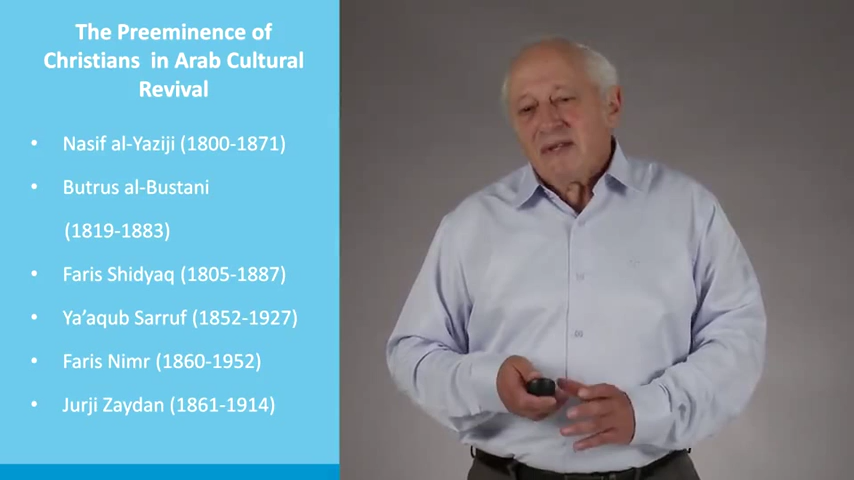 The Preeminence of
Christians in Arab Cultural
Revival
• Nasif al-Yaziji (1800-1871)
• Butrus al-Bustani
(1819-1883)
• Faris Shidyaq (1805-1887)
• Ya’aqub Sarruf (1852-1927)
• Faris Nimr (1860-1952)
• Jurji Zaydan (1861-1914)